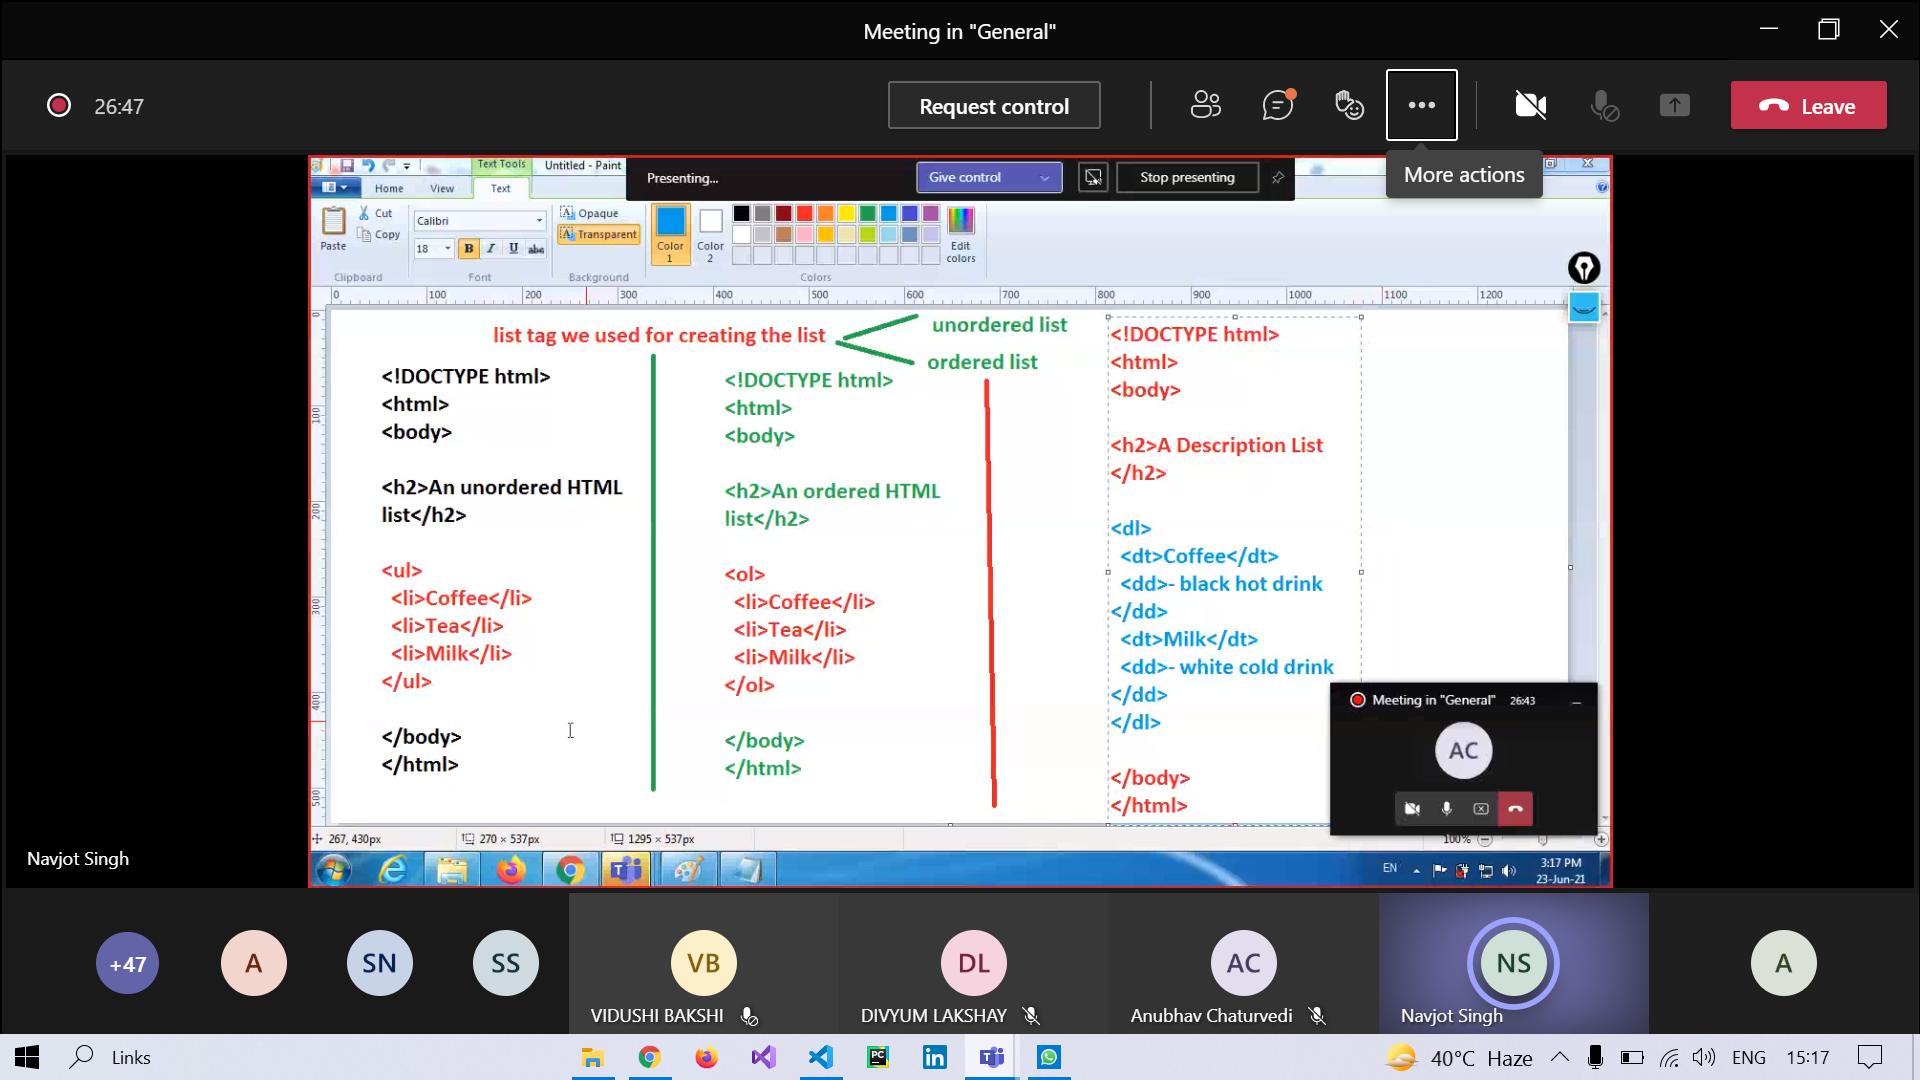 Meeting in "General"
26:47
Request control
Leave
More actions
Text Tools
Untitled - Paint
Presenting...
Give control
Stop presenting
Home
View
Text
Paste
Cut
Copy
Clipboard
Calibri
18
B I U abc
Font
Opaque
Transparent
Background
Color 1
Color 2
Edit colors
Colors
0 100 200 300 400 500 600 700 800 900 1000 1100 1200
0
100
200
300
400
500
list tag we used for creating the list
unordered list
ordered list
<!DOCTYPE html>
<html>
<body>
<h2>An unordered HTML
list</h2>
<ul>
<li>Coffee</li>
<li>Tea</li>
<li>Milk</li>
</ul>
</body>
</html>
<!DOCTYPE html>
<html>
<body>
<h2>An ordered HTML
list</h2>
<ol>
<li>Coffee</li>
<li>Tea</li>
<li>Milk</li>
</ol>
</body>
</html>
<!DOCTYPE html>
<html>
<body>
<h2>A Description List
</h2>
<dl>
<dt>Coffee</dt>
<dd>- black hot drink
</dd>
<dt>Milk</dt>
<dd>- white cold drink
</dd>
</dl>
</body>
</html>
Meeting in "General" 26:43
AC
267, 430px
270 × 537px
1295 × 537px
100%
EN
3:17 PM
23-Jun-21
Navjot Singh
+47
A
SN
SS
VB
VIDUSHI BAKSHI
DL
DIVYUM LAKSHAY
AC
Anubhav Chaturvedi
NS
Navjot Singh
A
Links
PC
in
40°C Haze
ENG
15:17